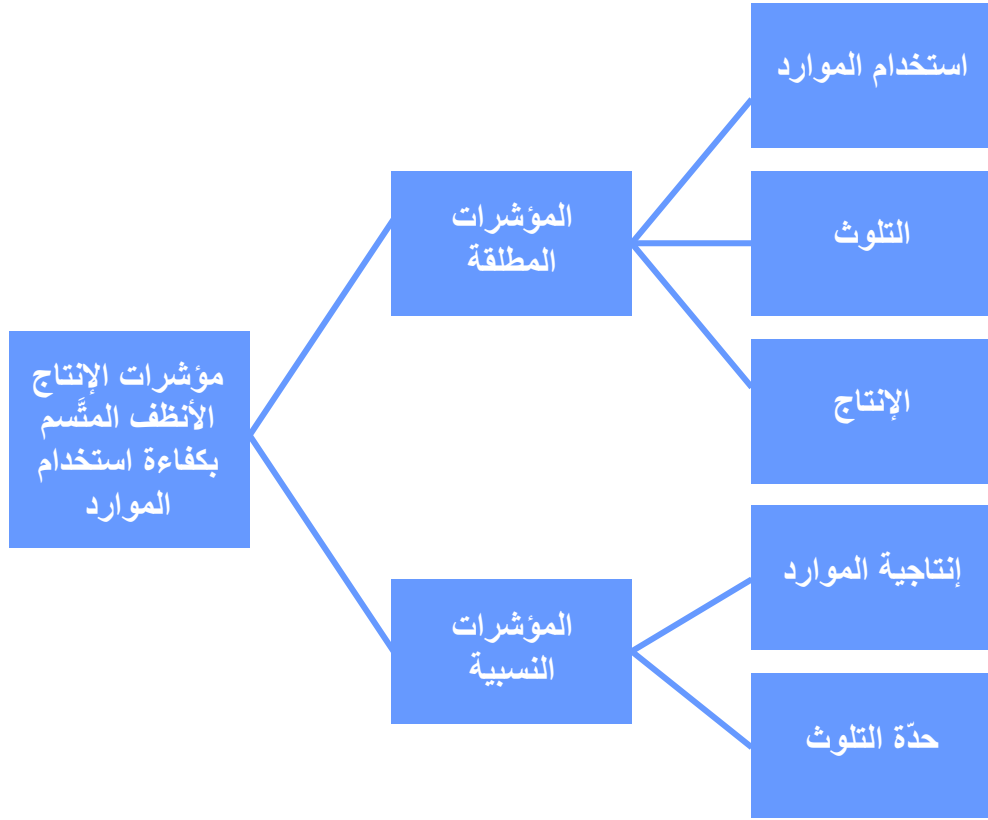 مؤشرات الإنتاج
الأنظف المتَّسم
بكفاءة استخدام
الموارد
المؤشرات
المطلقة
استخدام الموارد
التلوث
الإنتاج
المؤشرات
النسبية
إنتاجية الموارد
حدّة التلوث